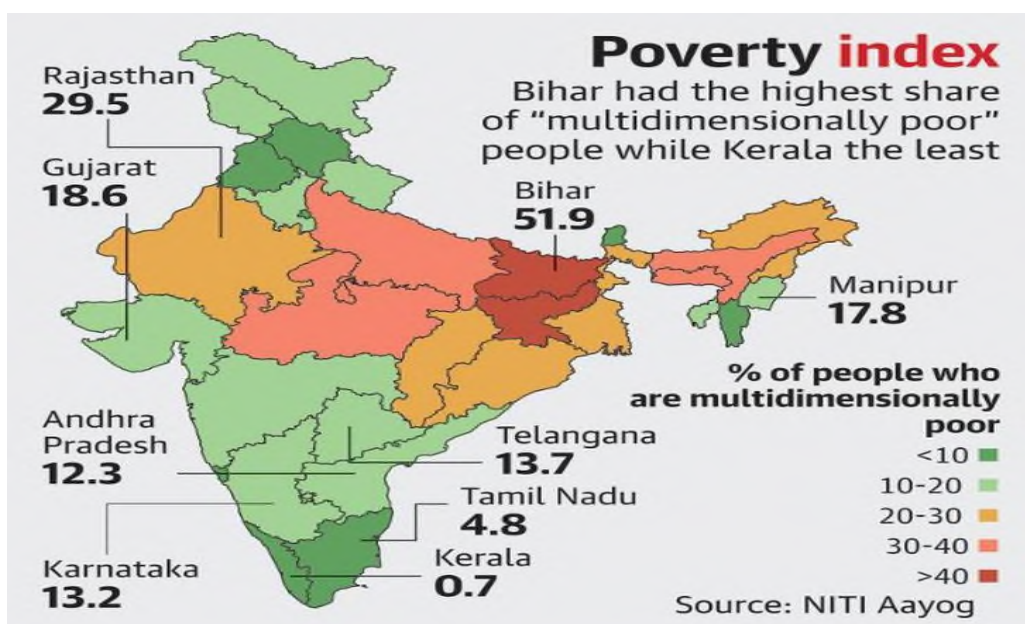 Poverty index
Bihar had the highest share
of “multidimensionally poor”
people while Kerala the least
Rajasthan
29.5
Gujarat
18.6
Bihar
51.9
Manipur
17.8
Andhra
Pradesh
12.3
Telangana
13.7
Tamil Nadu
4.8
Karnataka
13.2
Kerala
0.7
% of people who
are multidimensionally
poor
<10
10-20
20-30
30-40
>40
Source: NITI Aayog